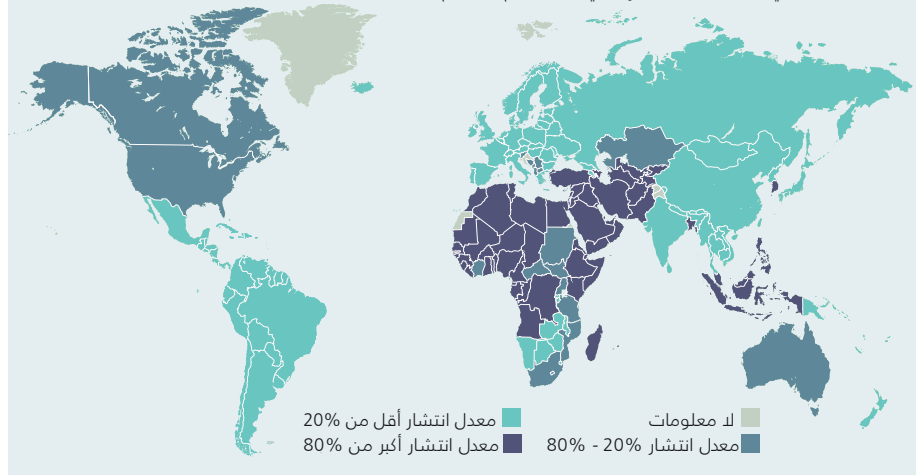 لا معلومات
معدل انتشار أقل من 20%
معدل انتشار 20% - 80%
معدل انتشار أكبر من 80%